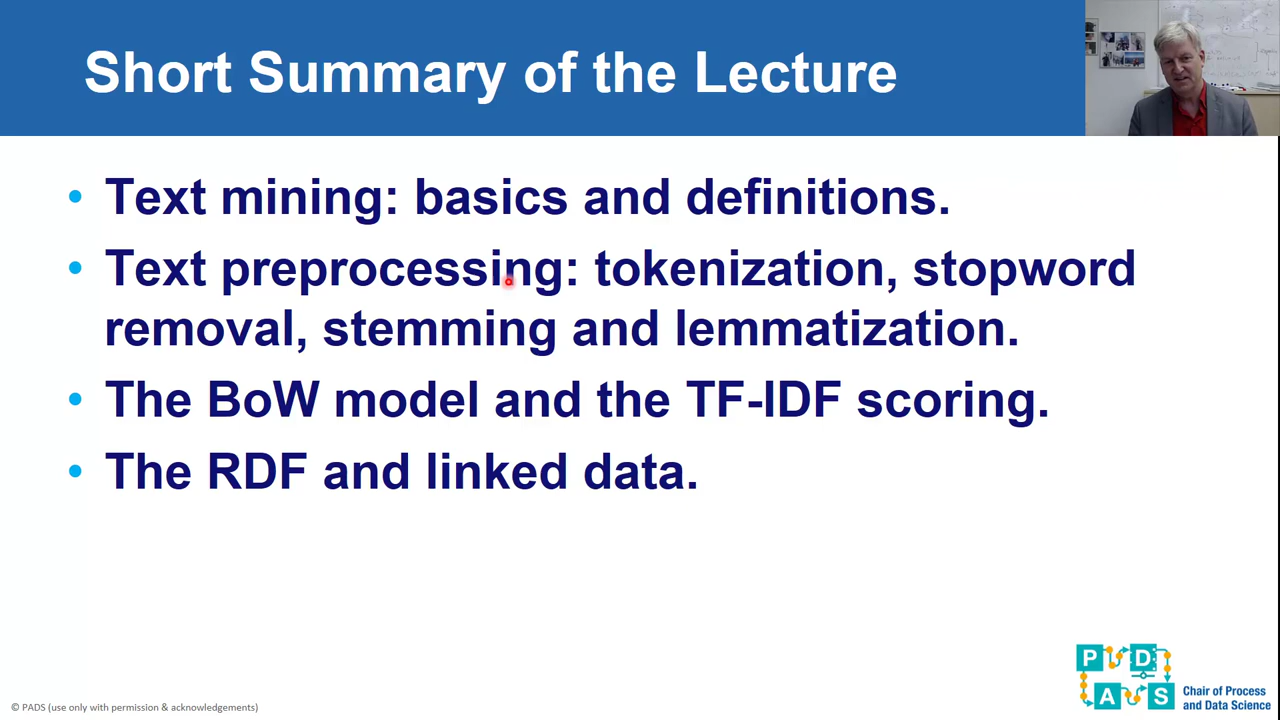 Short Summary of the Lecture
• Text mining: basics and definitions.
• Text preprocessing: tokenization, stopword
removal, stemming and lemmatization.
• The BoW model and the TF-IDF scoring.
• The RDF and linked data.
P D
A S
Chair of Process
and Data Science
© PADS (use only with permission & acknowledgements)